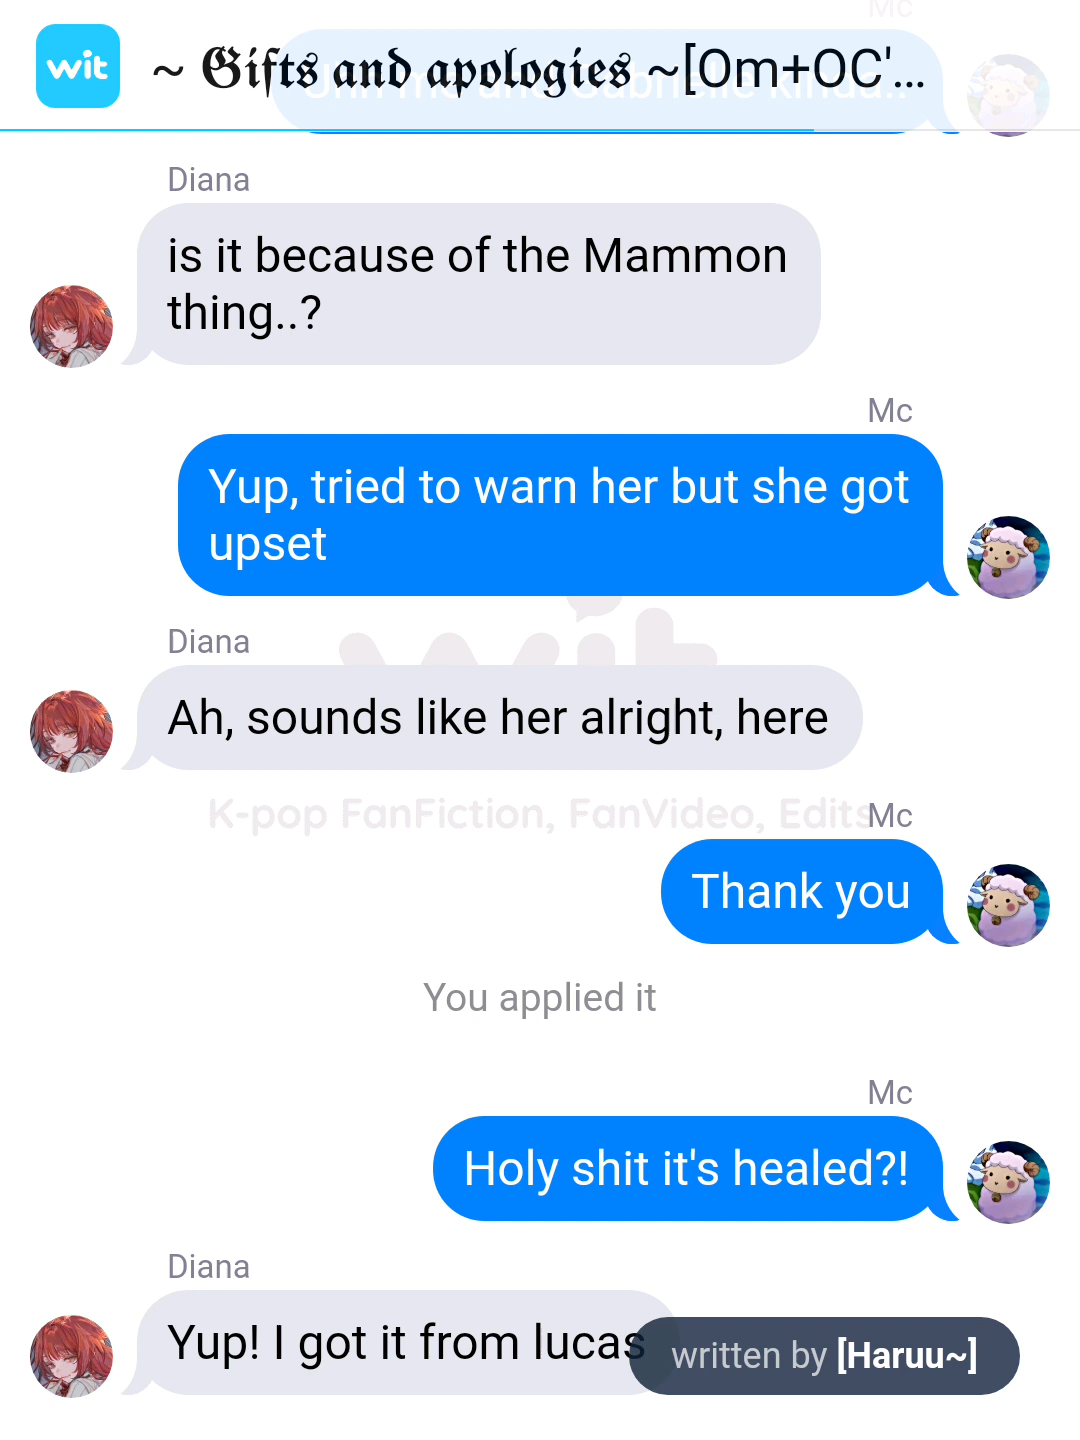 Mc
wit
~ 𝕲𝖎𝖋𝖙𝖘 𝖆𝖓𝖉 𝖆𝖕𝖔𝖑𝖔𝖌𝖎𝖊𝖘 ~[Om+OC'...
Diana
is it because of the Mammon
thing..?
Mc
Yup, tried to warn her but she got
upset
wit
Diana
Ah, sounds like her alright, here
K-pop FanFiction, FanVideo, Edits
Mc
Thank you
You applied it
Mc
Holy shit it's healed?!
Diana
Yup! I got it from lucas
written by [Haruu~]